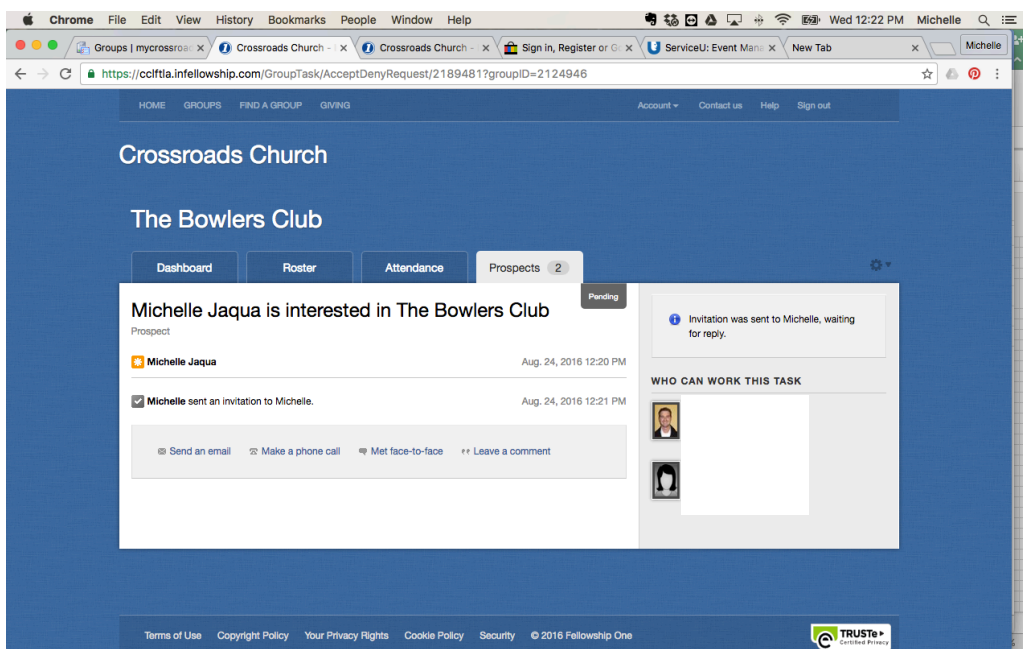 Chrome File Edit View History Bookmarks People Window Help Wed 12:22 PM Michelle
Groups | mycrossroad
Crossroads Church -
Crossroads Church -
Sign in, Register or Go
ServiceU: Event Mana
New Tab
Michelle
https://cclftla.infellowship.com/GroupTask/AcceptDenyRequest/2189481?groupID=2124946
HOME GROUPS FIND A GROUP GIVING Account Contact us Help Sign out
Crossroads Church
The Bowlers Club
Dashboard Roster Attendance Prospects 2
Pending
Michelle Jaqua is interested in The Bowlers Club
Prospect
Michelle Jaqua Aug. 24, 2016 12:20 PM
Michelle sent an invitation to Michelle. Aug. 24, 2016 12:21 PM
Send an email Make a phone call Met face-to-face Leave a comment
Invitation was sent to Michelle, waiting
for reply.
WHO CAN WORK THIS TASK
Terms of Use Copyright Policy Your Privacy Rights Cookie Policy Security © 2016 Fellowship One
TRUSTe
Certified Privacy